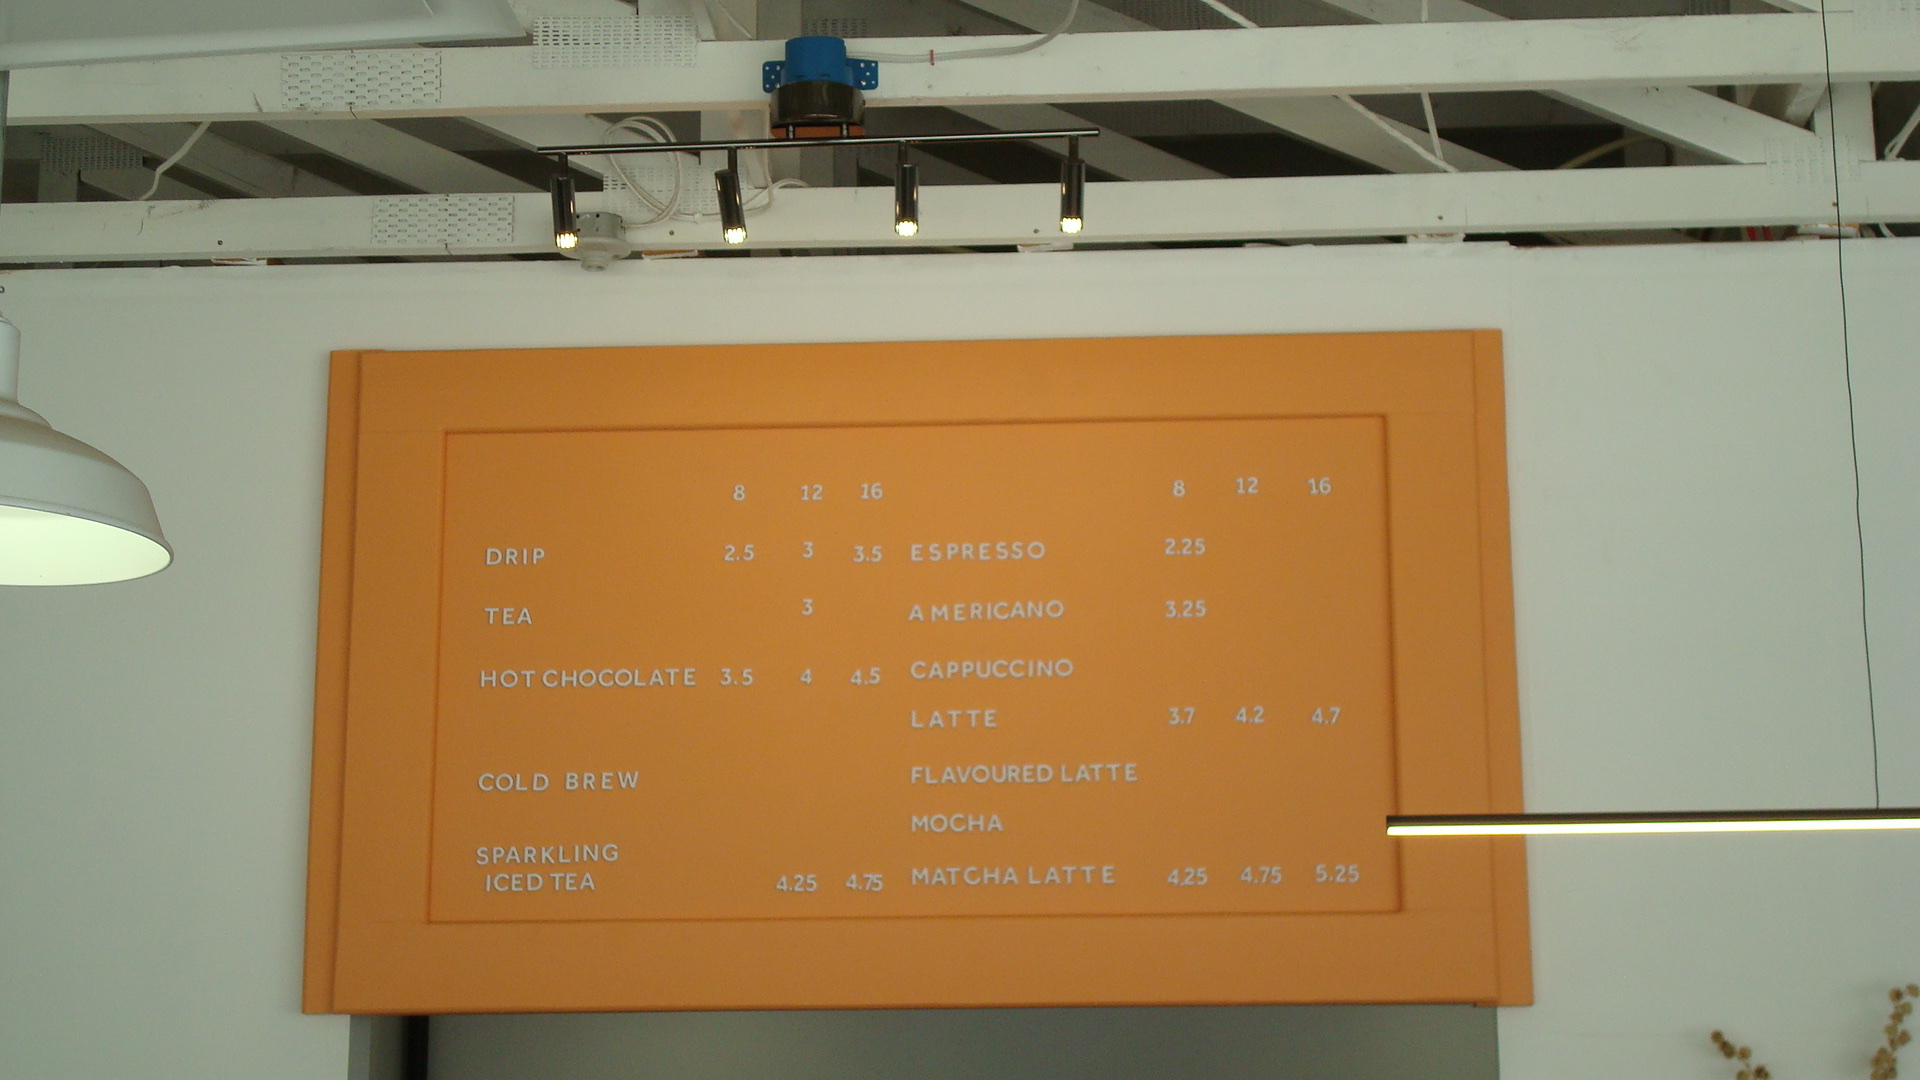 8 12 16
DRIP 2.5 3 3.5
TEA 3
HOT CHOCOLATE 3.5 4 4.5
COLD BREW
SPARKLING
ICED TEA 4.25 4.75
8 12 16
ESPRESSO 2.25
AMERICANO 3.25
CAPPUCCINO
LATTE 3.7 4.2 4.7
FLAVOURED LATTE
MOCHA
MATCHA LATTE 4.25 4.75 5.25